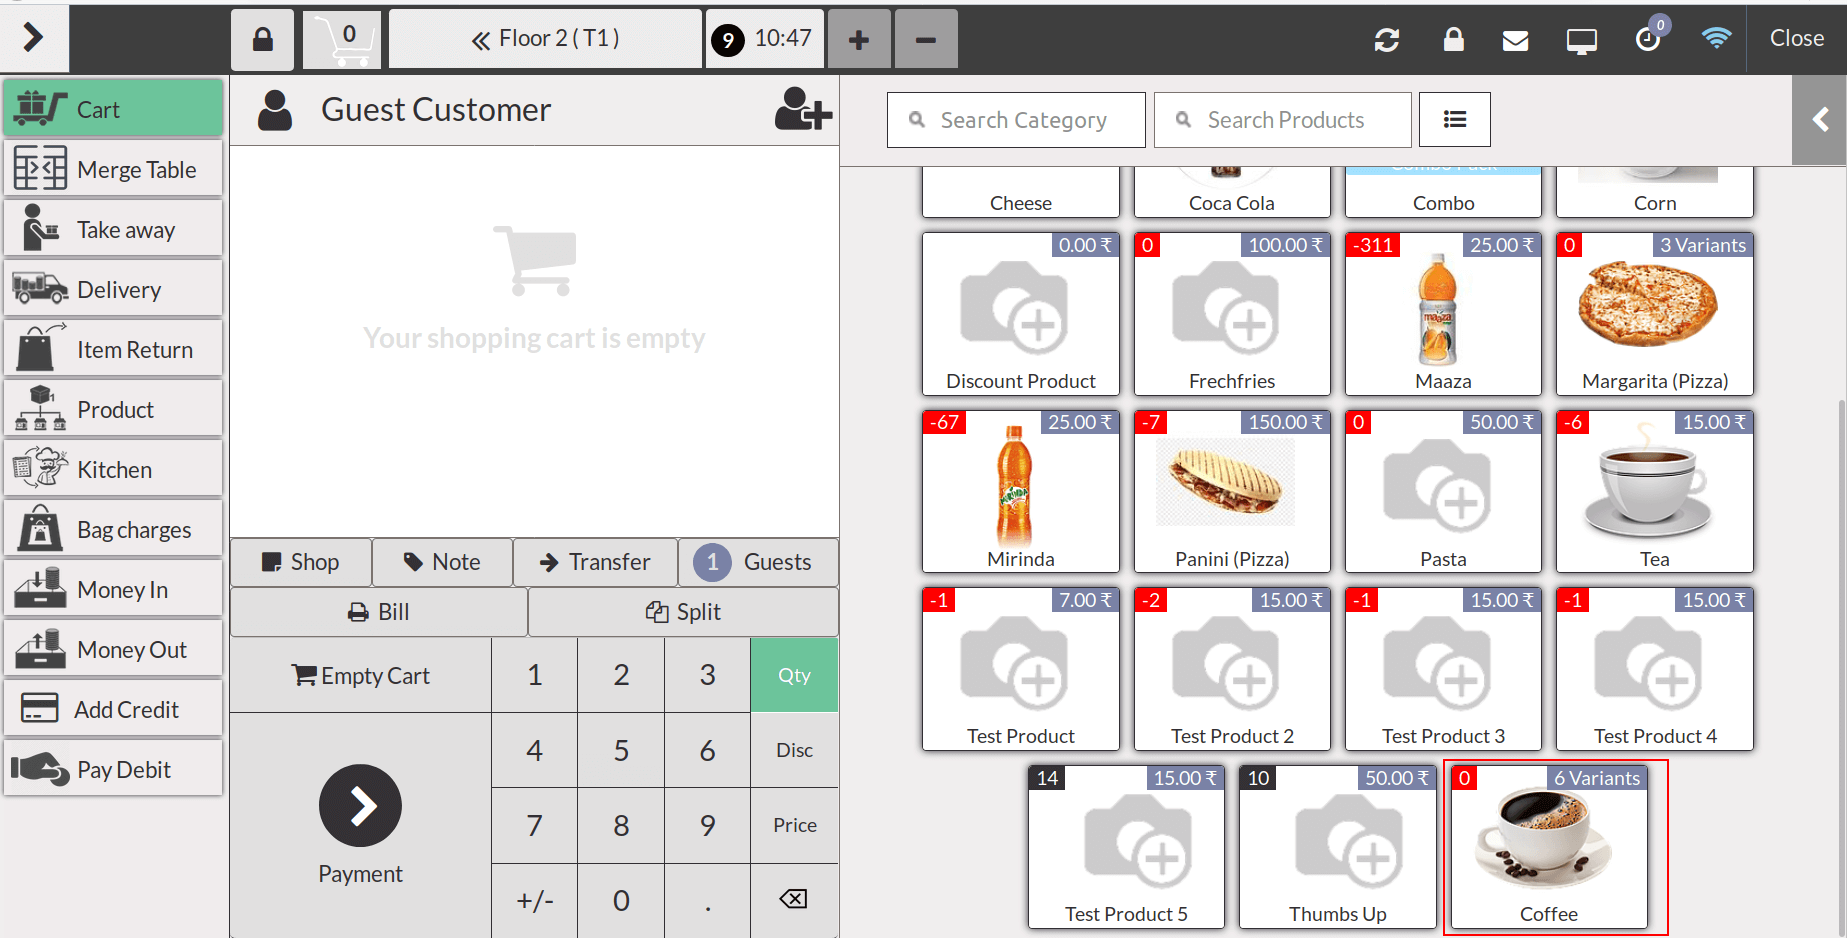 0
Floor 2 ( T1 )
9
10:47
0
Close
Cart
Merge Table
Take away
Delivery
Item Return
Product
Kitchen
Bag charges
Money In
Money Out
Add Credit
Pay Debit
Guest Customer
Your shopping cart is empty
Shop
Note
Transfer
1 Guests
Bill
Split
Empty Cart
1 2 3 Qty
4 5 6 Disc
7 8 9 Price
+/- 0 .
Payment
Search Category
Search Products
Combo Pack
Cheese
Coca Cola
Combo
Corn
0.00 ₹
Discount Product
0 100.00 ₹
Frechfries
-311 25.00 ₹
maaza
Maaza
0 3 Variants
Margarita (Pizza)
-67 25.00 ₹
MIRINDA
Mirinda
-7 150.00 ₹
Panini (Pizza)
0 50.00 ₹
Pasta
-6 15.00 ₹
Tea
-1 7.00 ₹
Test Product
-2 15.00 ₹
Test Product 2
-1 15.00 ₹
Test Product 3
-1 15.00 ₹
Test Product 4
14 15.00 ₹
Test Product 5
10 50.00 ₹
Thumbs Up
0 6 Variants
Coffee